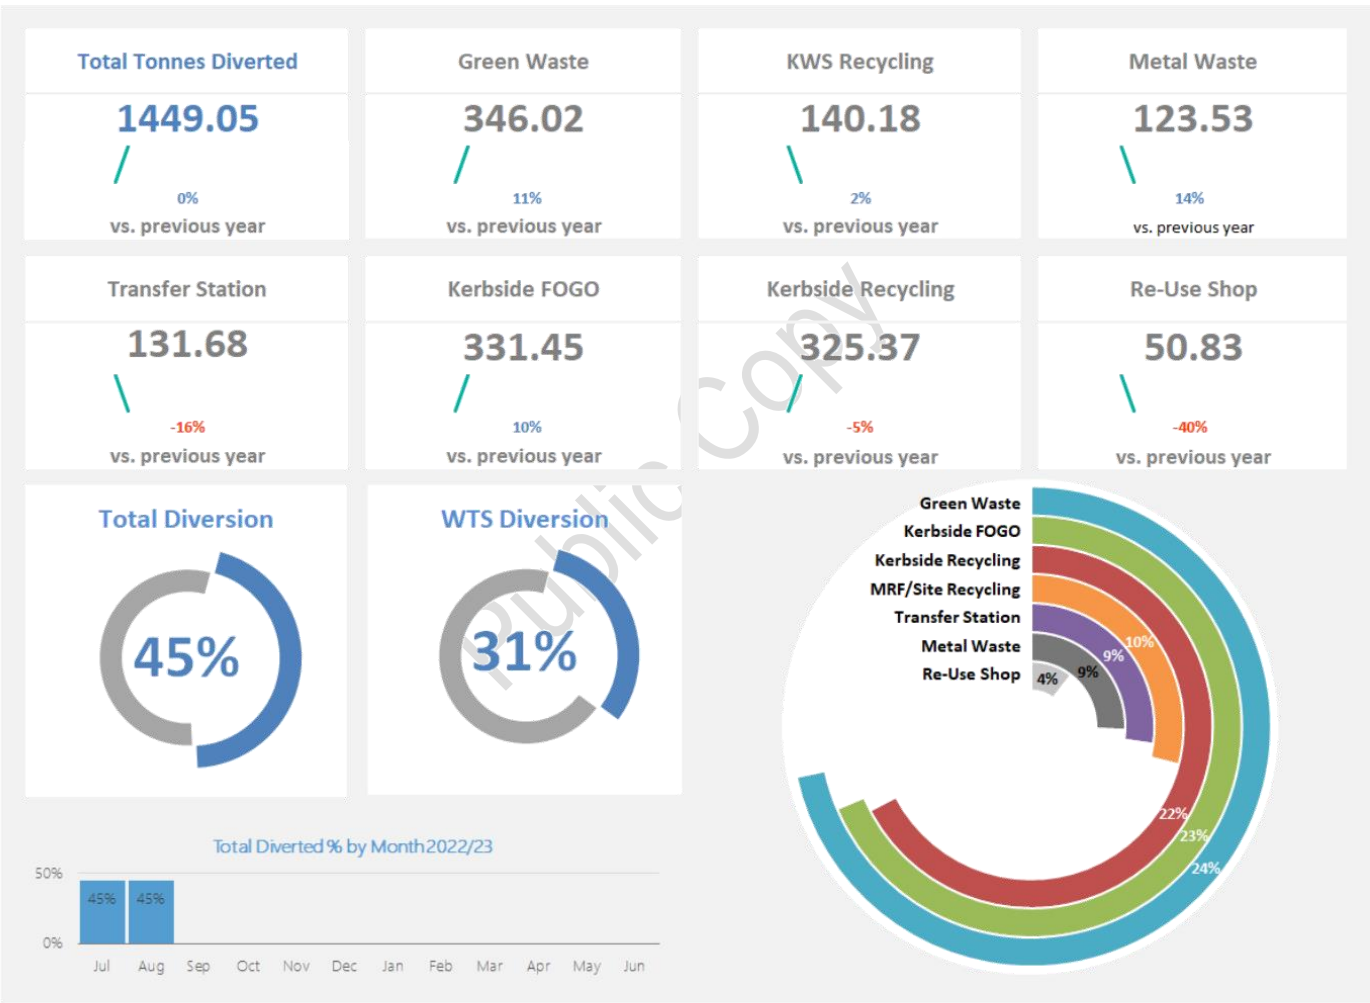 Total Tonnes Diverted
1449.05
0%
vs. previous year
Green Waste
346.02
11%
vs. previous year
KWS Recycling
140.18
2%
vs. previous year
Metal Waste
123.53
14%
vs. previous year
Transfer Station
131.68
-16%
vs. previous year
Kerbside FOGO
331.45
10%
vs. previous year
Kerbside Recycling
325.37
-5%
vs. previous year
Re-Use Shop
50.83
-40%
vs. previous year
Public Copy
Total Diversion
45%
WTS Diversion
31%
Green Waste
Kerbside FOGO
Kerbside Recycling
MRF/Site Recycling
Transfer Station
Metal Waste
Re-Use Shop
10%
9%
9%
4%
22%
23%
24%
Total Diverted % by Month 2022/23
50%
45% 45%
0%
Jul Aug Sep Oct Nov Dec Jan Feb Mar Apr May Jun